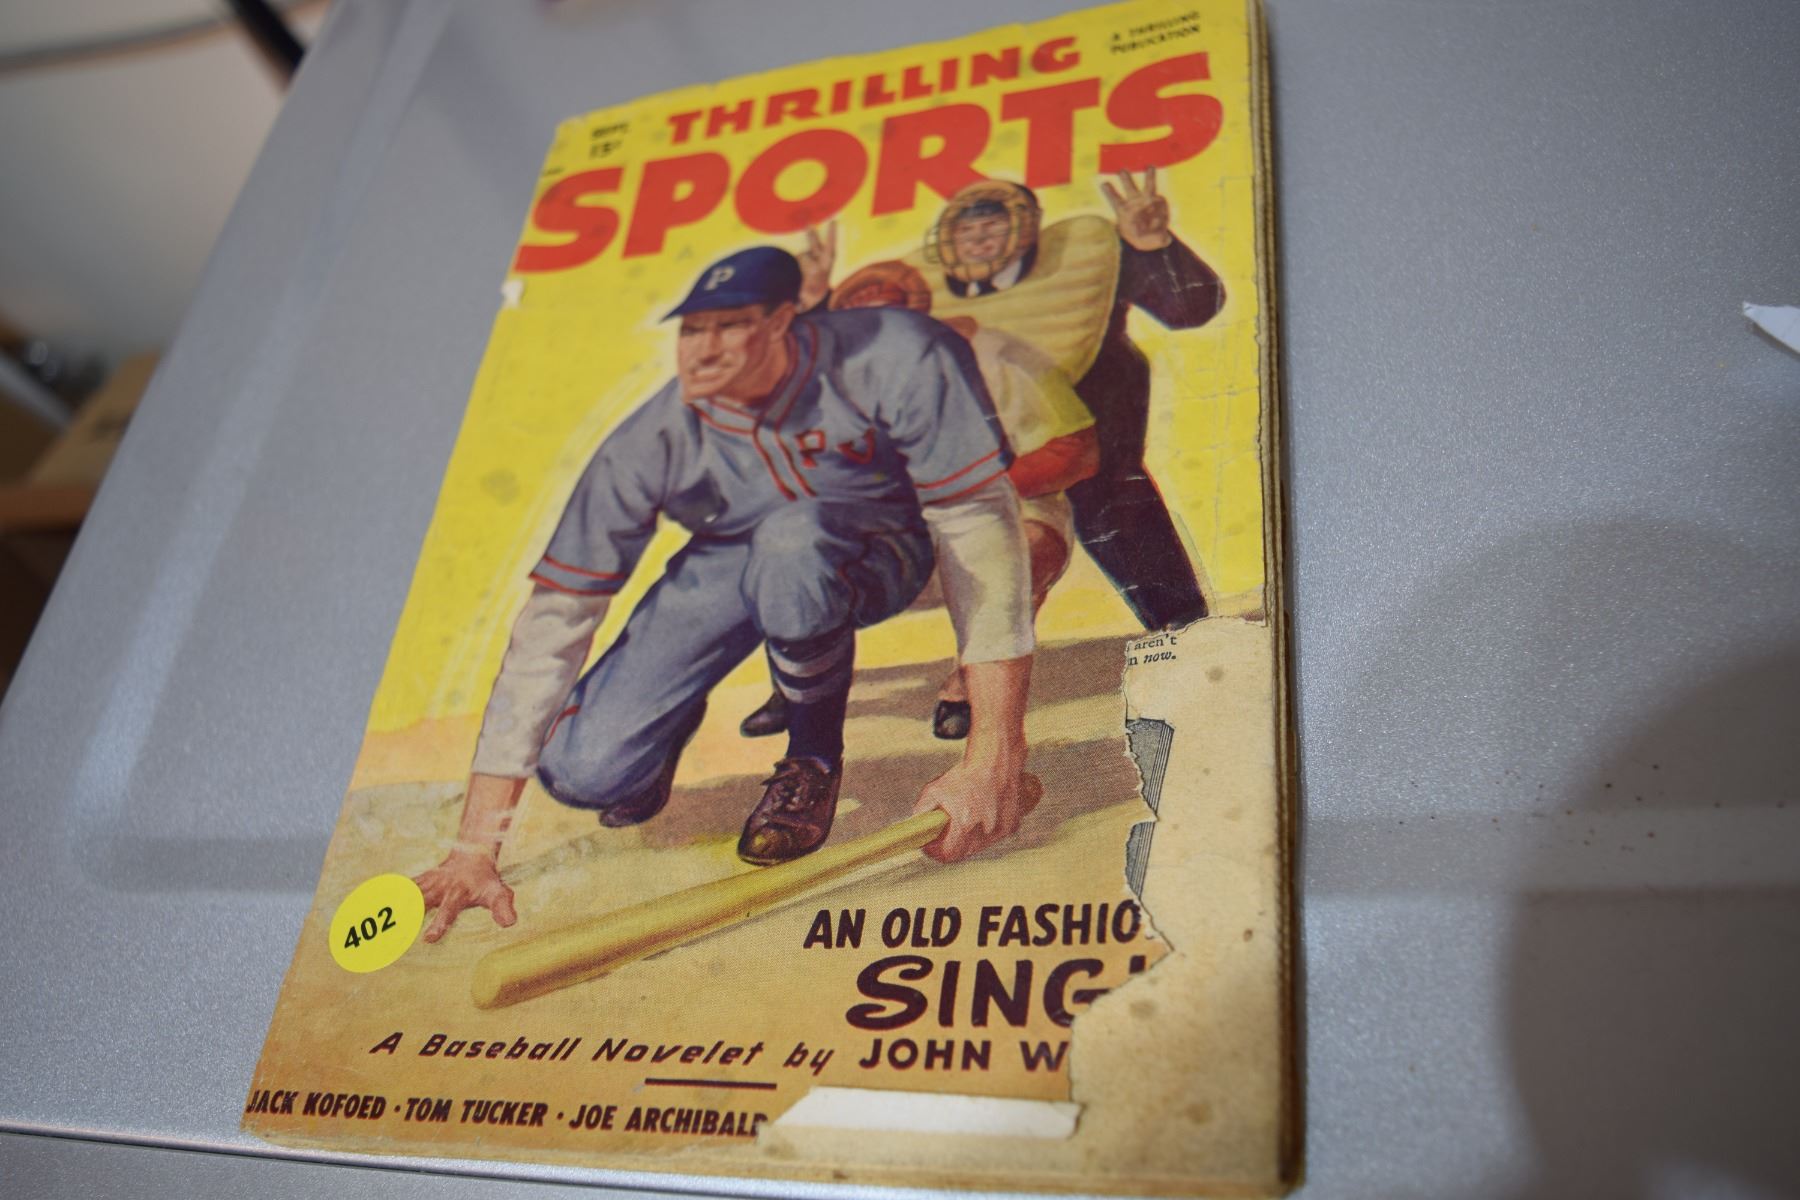 A THRILLING
PUBLICATION
THRILLING
SEPT.
15¢
SPORTS
P
PV
aren't
now.
402
AN OLD FASHIO
SING
A Baseball Novelet by JOHN W
JACK KOFOED · TOM TUCKER · JOE ARCHIBALD